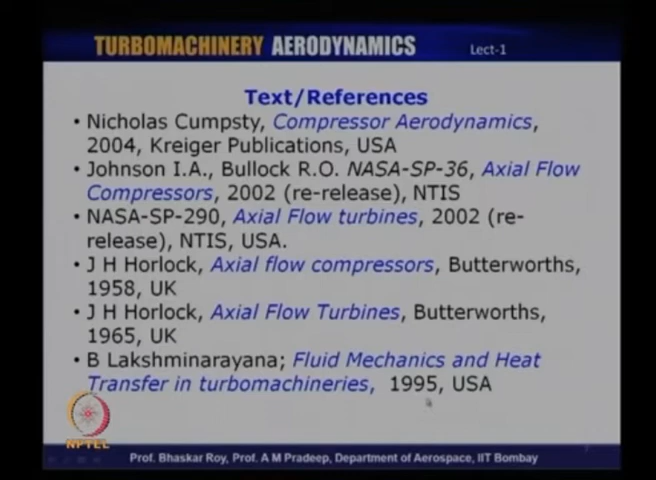 TURBOMACHINERY AERODYNAMICS Lect-1
Text/References
• Nicholas Cumpsty, Compressor Aerodynamics,
2004, Kreiger Publications, USA
• Johnson I.A., Bullock R.O. NASA-SP-36, Axial Flow
Compressors, 2002 (re-release), NTIS
• NASA-SP-290, Axial Flow turbines, 2002 (re-
release), NTIS, USA.
• J H Horlock, Axial flow compressors, Butterworths,
1958, UK
• J H Horlock, Axial Flow Turbines, Butterworths,
1965, UK
• B Lakshminarayana; Fluid Mechanics and Heat
Transfer in turbomachineries, 1995, USA
NPTEL
Prof. Bhaskar Roy, Prof. A M Pradeep, Department of Aerospace, IIT Bombay